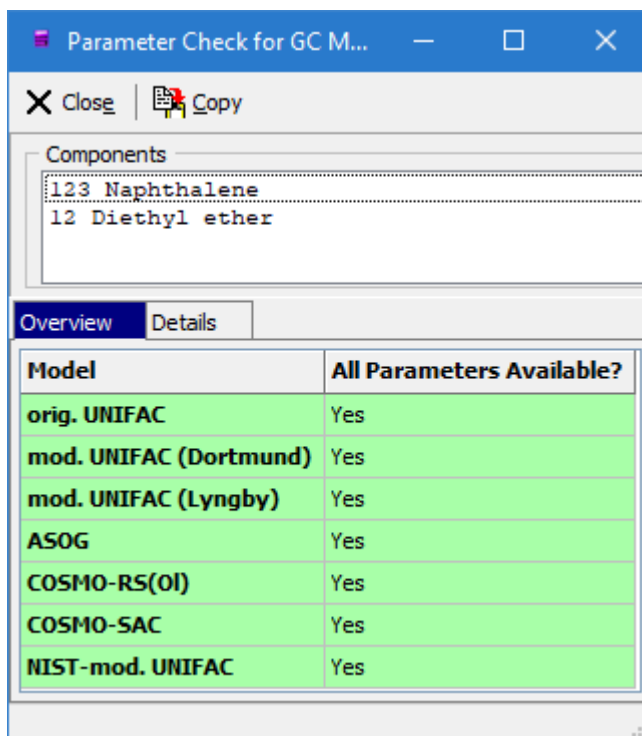 Parameter Check for GC M...
Close Copy
Components
123 Naphthalene
12 Diethyl ether
Overview Details
Model All Parameters Available?
orig. UNIFAC Yes
mod. UNIFAC (Dortmund) Yes
mod. UNIFAC (Lyngby) Yes
ASOG Yes
COSMO-RS(Ol) Yes
COSMO-SAC Yes
NIST-mod. UNIFAC Yes